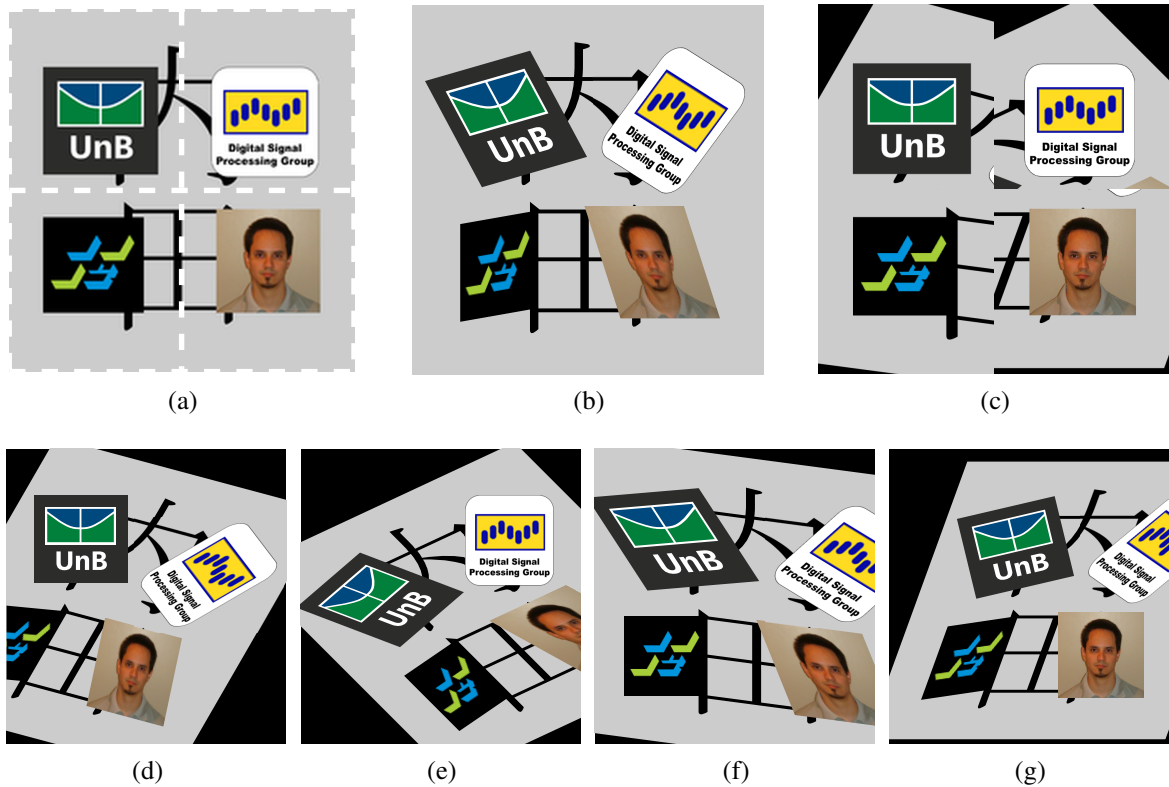 UnB
Digital Signal
Processing Group
UnB
Digital Signal
Processing Group
UnB
Digital Signal
Processing Group
(a)
(b)
(c)
UnB
Digital Signal
Processing Group
UnB
Digital Signal
Processing Group
UnB
Digital Signal
Processing Group
UnB
Digital Signal
Processing Group
(d)
(e)
(f)
(g)